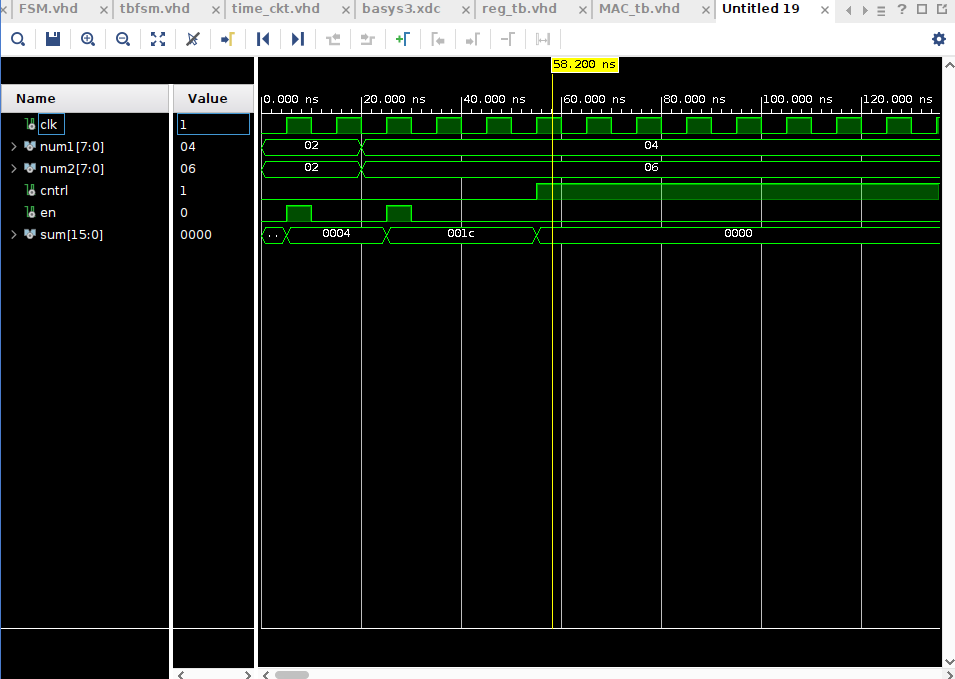 FSM.vhd × tbfsm.vhd × time_ckt.vhd × basys3.xdc × reg_tb.vhd × MAC_tb.vhd × Untitled 19 ×
58.200 ns
Name Value
0.000 ns 20.000 ns 40.000 ns 60.000 ns 80.000 ns 100.000 ns 120.000 ns
clk 1
num1[7:0] 04 02 04
num2[7:0] 06 02 06
cntrl 1
en 0
sum[15:0] 0000 .. 0004 001c 0000